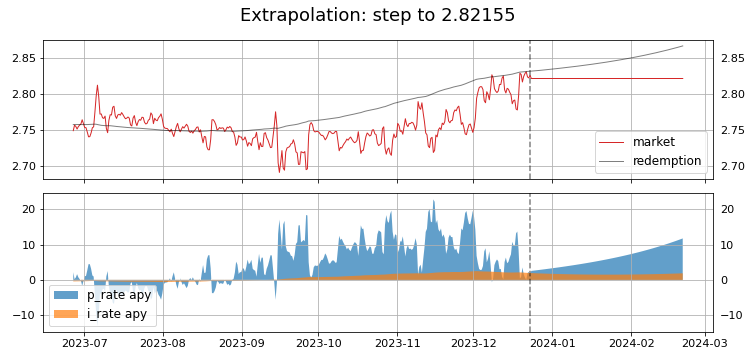 Extrapolation: step to 2.82155
2.85 2.85
2.80 2.80
2.75 2.75
2.70 2.70
market
redemption
20 20
10 10
0 0
−10 −10
p_rate apy
i_rate apy
2023-07 2023-08 2023-09 2023-10 2023-11 2023-12 2024-01 2024-02 2024-03